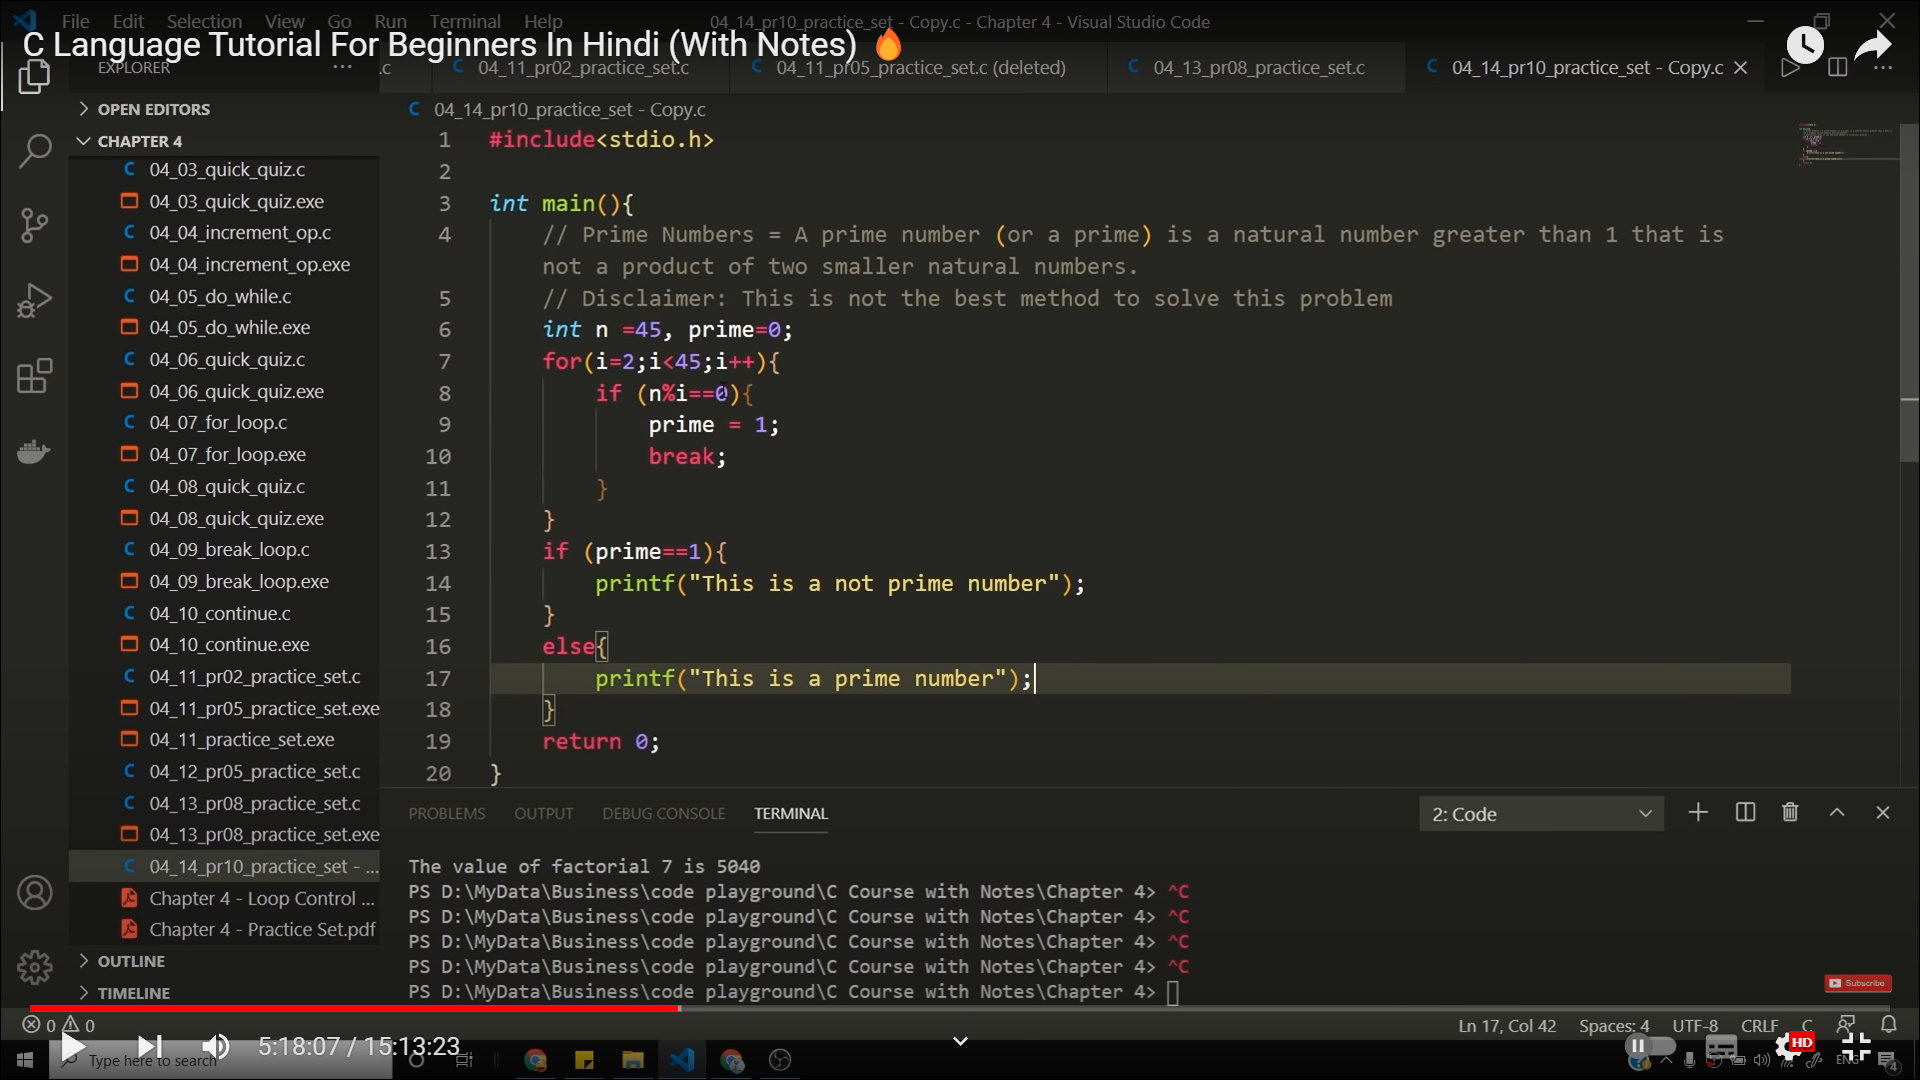 File Edit Selection View Go Run Terminal Help
04_14_pr10_practice_set - Copy.c - Chapter 4 - Visual Studio Code
C Language Tutorial For Beginners In Hindi (With Notes) 🔥
EXPLORER
.c
04_11_pr02_practice_set.c
04_11_pr05_practice_set.c (deleted)
04_13_pr08_practice_set.c
04_14_pr10_practice_set - Copy.c
OPEN EDITORS
CHAPTER 4
04_03_quick_quiz.c
04_03_quick_quiz.exe
04_04_increment_op.c
04_04_increment_op.exe
04_05_do_while.c
04_05_do_while.exe
04_06_quick_quiz.c
04_06_quick_quiz.exe
04_07_for_loop.c
04_07_for_loop.exe
04_08_quick_quiz.c
04_08_quick_quiz.exe
04_09_break_loop.c
04_09_break_loop.exe
04_10_continue.c
04_10_continue.exe
04_11_pr02_practice_set.c
04_11_pr05_practice_set.exe
04_11_practice_set.exe
04_12_pr05_practice_set.c
04_13_pr08_practice_set.c
04_13_pr08_practice_set.exe
04_14_pr10_practice_set - ...
Chapter 4 - Loop Control ...
Chapter 4 - Practice Set.pdf
OUTLINE
TIMELINE
04_14_pr10_practice_set - Copy.c
1 #include<stdio.h>
2
3 int main(){
4 // Prime Numbers = A prime number (or a prime) is a natural number greater than 1 that is
not a product of two smaller natural numbers.
5 // Disclaimer: This is not the best method to solve this problem
6 int n =45, prime=0;
7 for(i=2;i<45;i++){
8 if (n%i==0){
9 prime = 1;
10 break;
11 }
12 }
13 if (prime==1){
14 printf("This is a not prime number");
15 }
16 else{
17 printf("This is a prime number");
18 }
19 return 0;
20 }
PROBLEMS OUTPUT DEBUG CONSOLE TERMINAL
2: Code
The value of factorial 7 is 5040
PS D:\MyData\Business\code playground\C Course with Notes\Chapter 4> ^C
PS D:\MyData\Business\code playground\C Course with Notes\Chapter 4> ^C
PS D:\MyData\Business\code playground\C Course with Notes\Chapter 4> ^C
PS D:\MyData\Business\code playground\C Course with Notes\Chapter 4> ^C
PS D:\MyData\Business\code playground\C Course with Notes\Chapter 4>
Subscribe
0 0
Ln 17, Col 42 Spaces: 4 UTF-8 CRLF C
5:18:07 / 15:13:23
HD
Type here to search
ENG
4